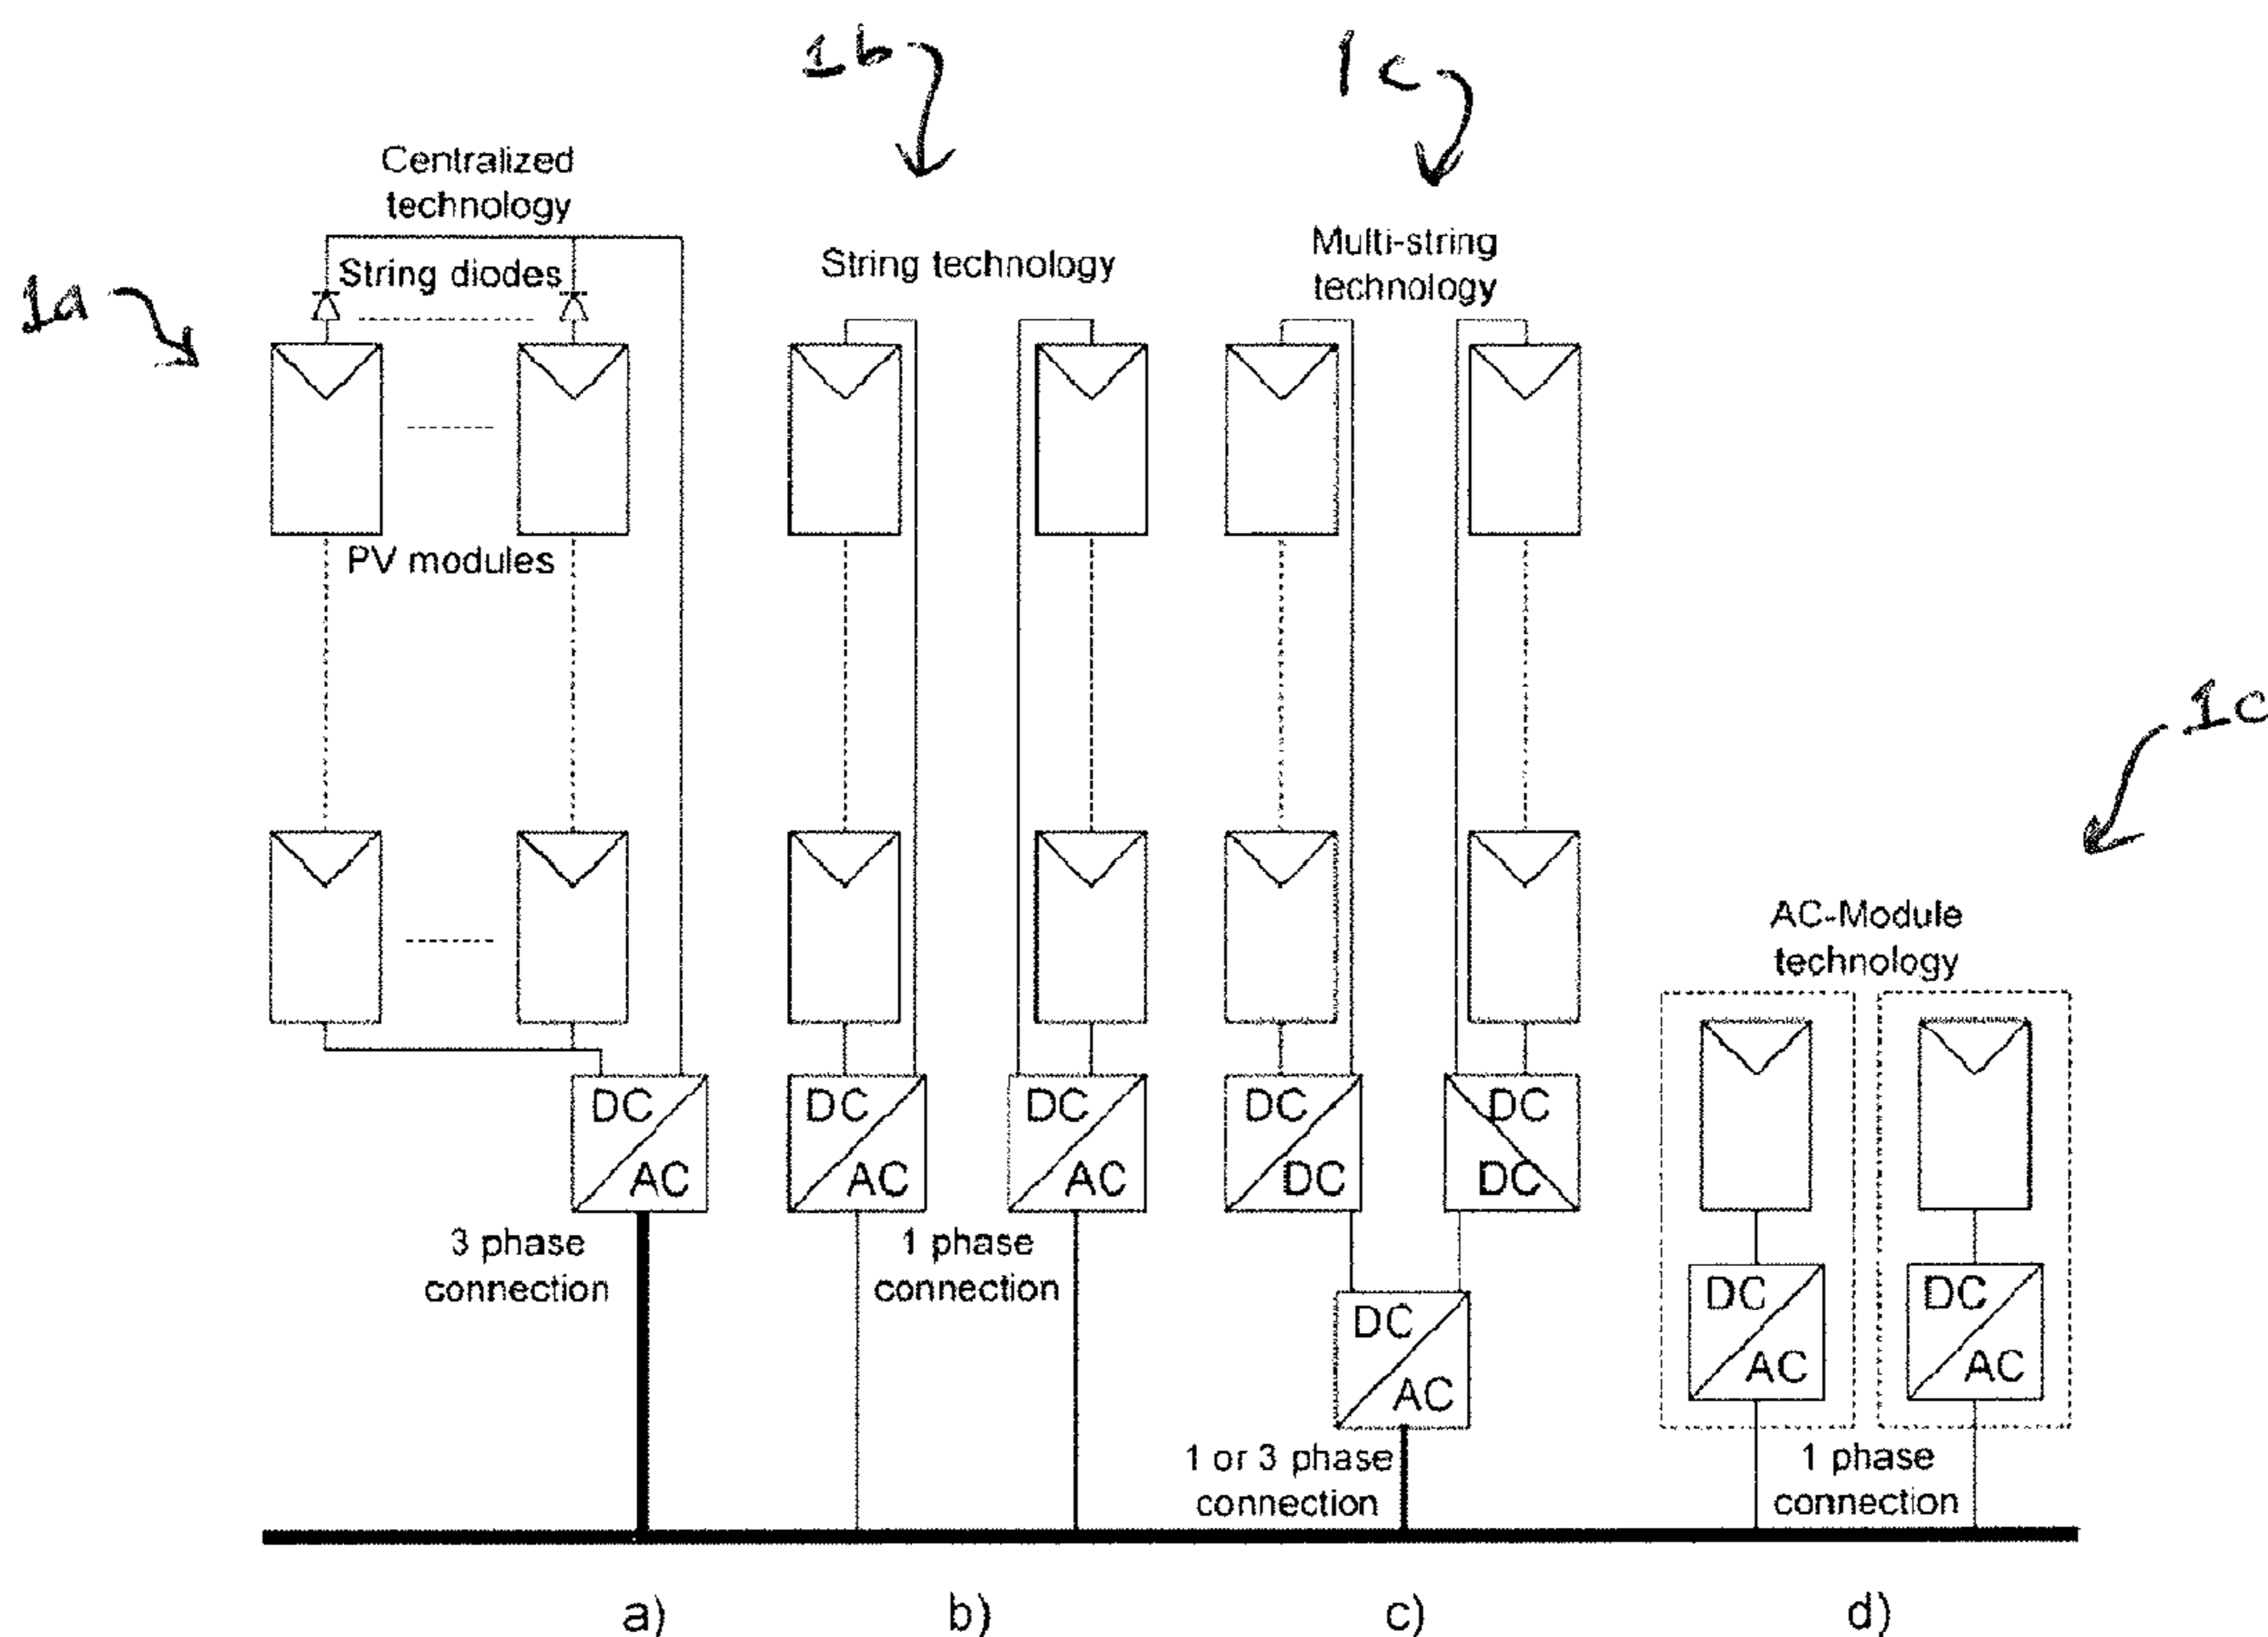 1b
1c
Centralized
technology
1a
String diodes
String technology
Multi-string
technology
PV modules
1c
AC-Module
technology
DC
AC
DC
AC
DC
AC
DC
DC
DC
DC
3 phase
connection
1 phase
connection
DC
AC
DC
AC
DC
AC
1 or 3 phase
connection
1 phase
connection
a)
b)
c)
d)